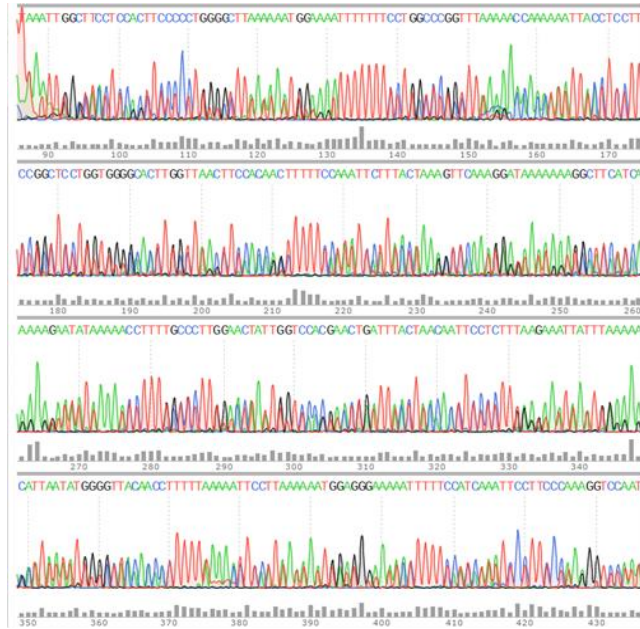 TAAATTGGCTTCCTCCACTTCCCCCTGGGGCTTAAAAAATGGAAAATTTTTTTCCTGGCCCGGTTTAAAAACCAAAAAATTACCTCCTT
90 100 110 120 130 140 150 160 170
CCGGCTCCTGGTGGGGCACTTGGTTAACTTCCACAACTTTTTTCCAAATTCTTTACTAAAGTTCAAAGGATAAAAAAAGGCTTCATCA
180 190 200 210 220 230 240 250 260
AAAAGAATATAAAAACCTTTTGCCCTTGGAACTATTGGTCCACGAACTGATTTACTAACAATTCCTCTTTAAGAAATTATTTAAAAA
270 280 290 300 310 320 330 340
CATTAATATGGGGTTACAACCTTTTTAAAAATTCCTTAAAAAATGGAGGGAAAAATTTTTCCATCAAATTCCTTCCCAAAGGTCCAAT
350 360 370 380 390 400 410 420 430